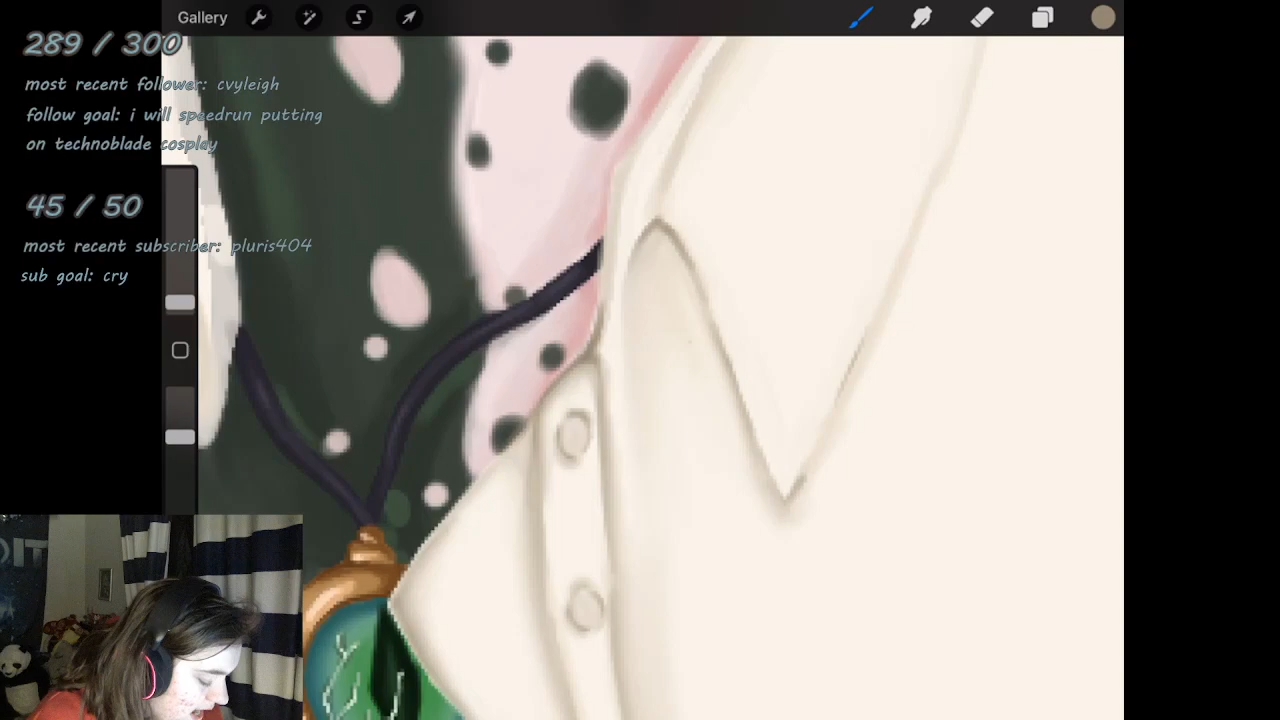 Gallery
289 / 300
most recent follower: cvyleigh
follow goal: i will speedrun putting
on technoblade cosplay
45 / 50
most recent subscriber: pluris404
sub goal: cry